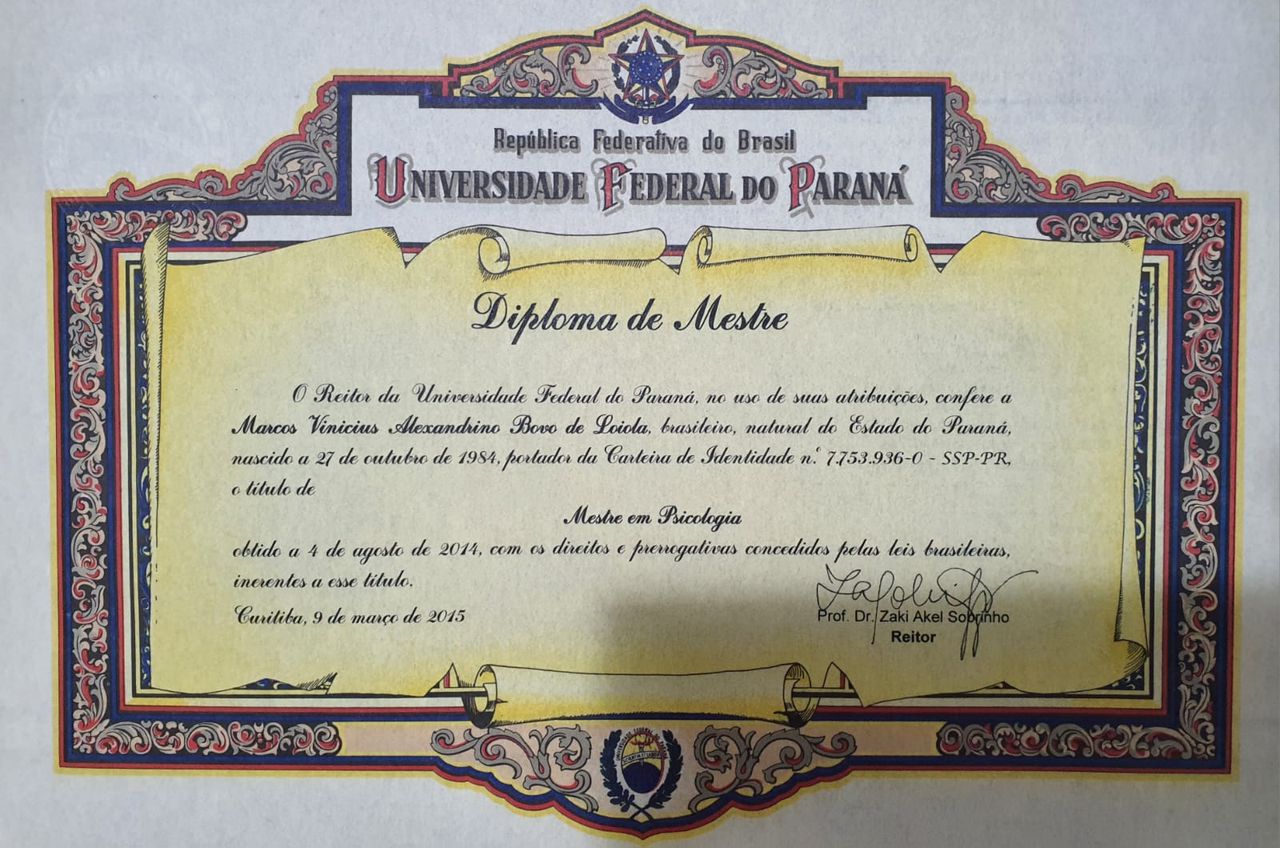 República Federativa do Brasil
UNIVERSIDADE FEDERAL DO PARANÁ
Diploma de Mestre
O Reitor da Universidade Federal do Paraná, no uso de suas atribuições, confere a
Marcos Vinicius Alexandrino Bovo de Loiola, brasileiro, natural do Estado do Paraná,
nascido a 27 de outubro de 1984, portador da Carteira de Identidade n.º 7.753.936-0 - SSP-PR,
o título de
Mestre em Psicologia
obtido a 4 de agosto de 2014, com os direitos e prerrogativas concedidos pelas leis brasileiras,
inerentes a esse título.
Curitiba, 9 de março de 2015
Prof. Dr. Zaki Akel Sobrinho
Reitor